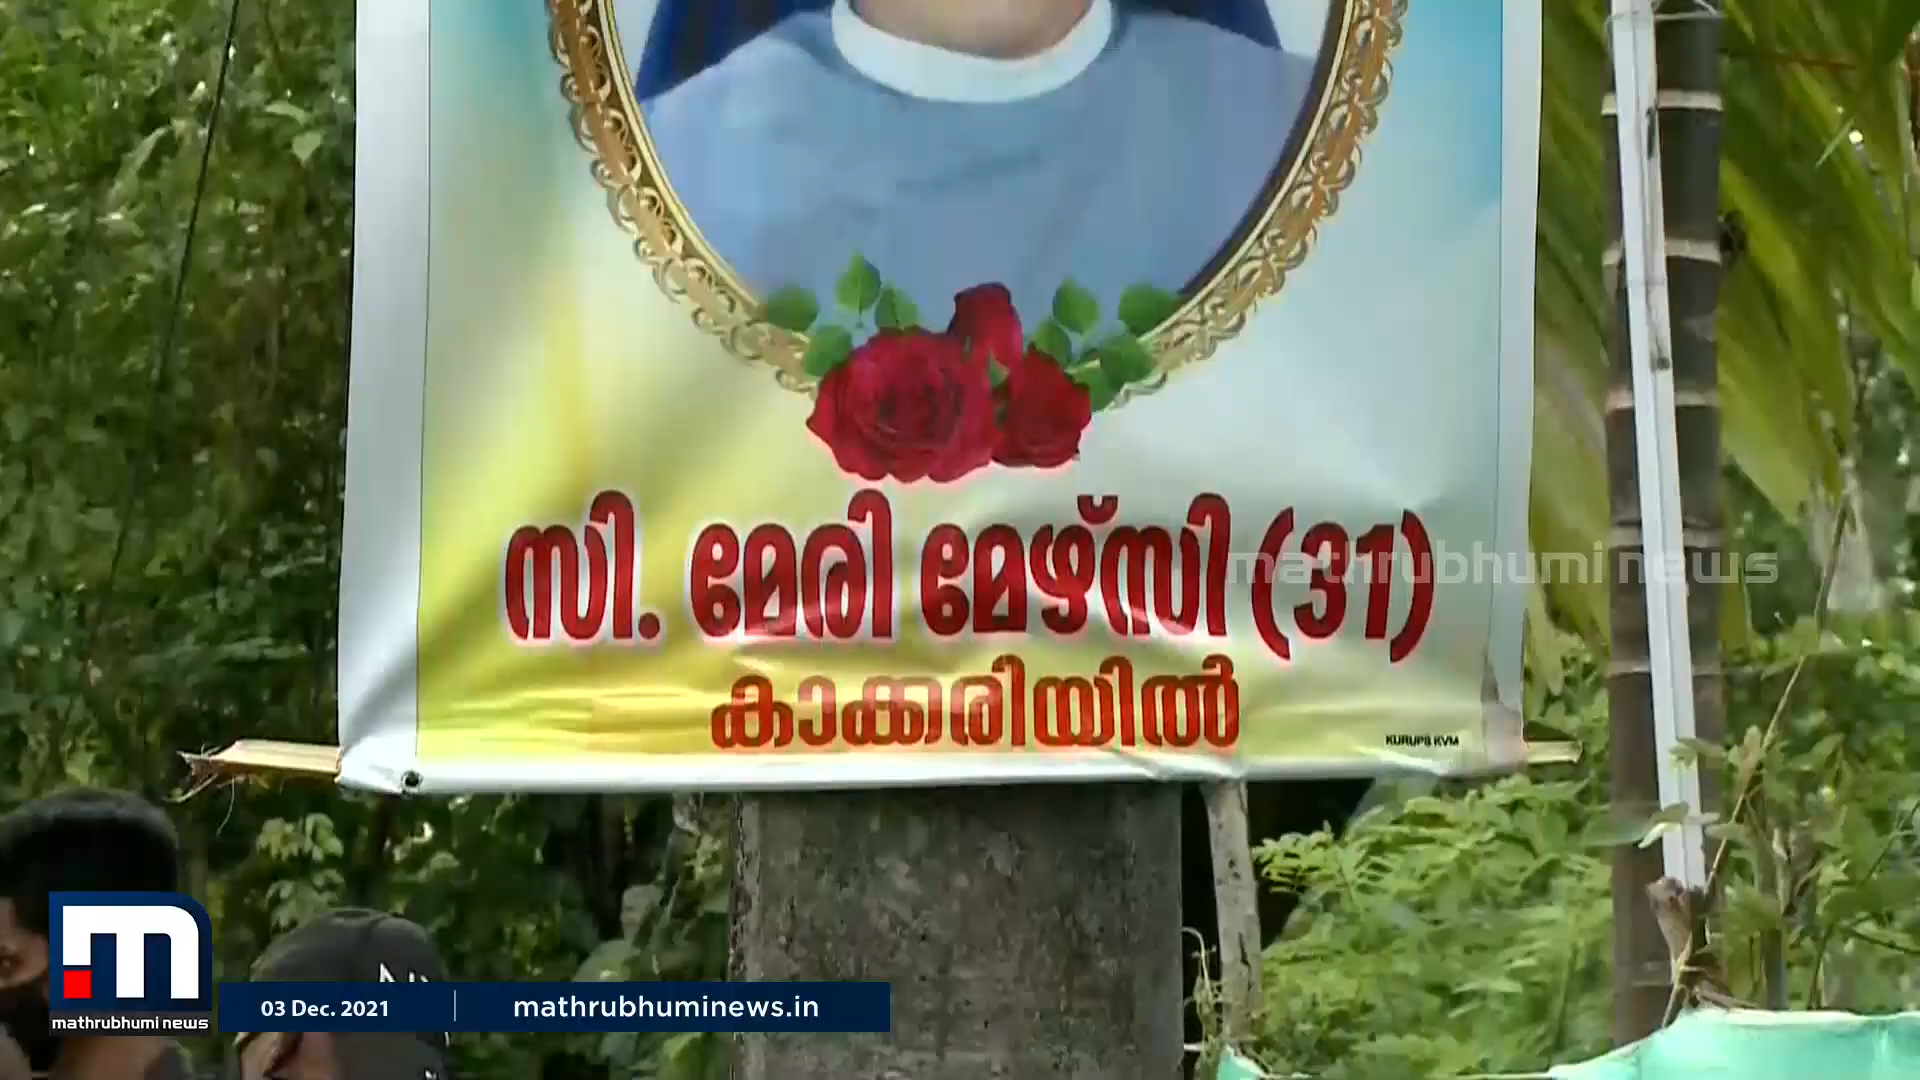 സി. മേരി മേഴ്സി (31)
കാക്കരിയിൽ
KURUPS KVM
mathrubhumi news
mathrubhumi news
03 Dec. 2021
mathrubhuminews.in